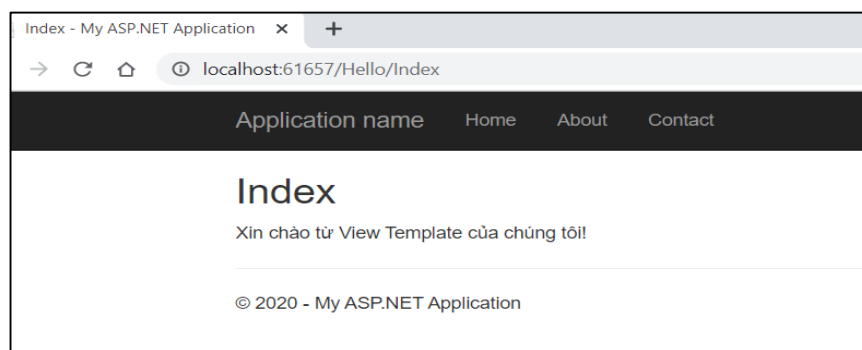 Index - My ASP.NET Application
localhost:61657/Hello/Index
Application name Home About Contact
Index
Xin chào từ View Template của chúng tôi!
© 2020 - My ASP.NET Application